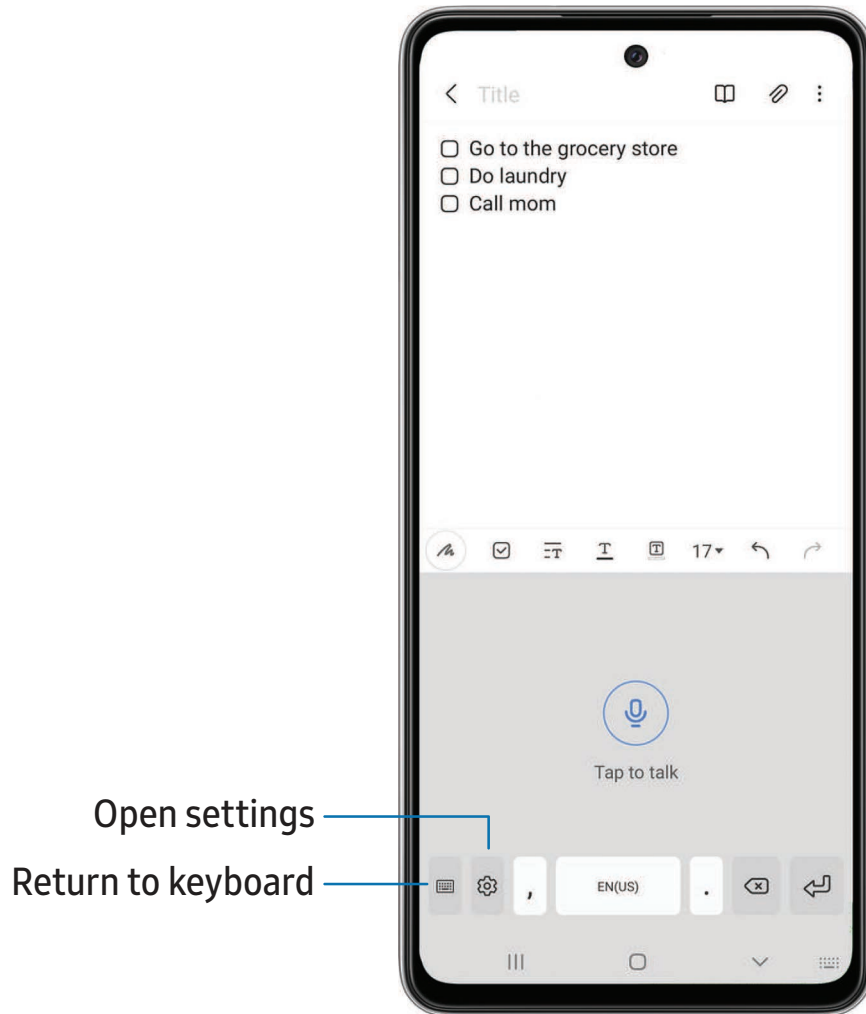 Title
Go to the grocery store
Do laundry
Call mom
17
Tap to talk
Open settings
Return to keyboard
, EN(US) .